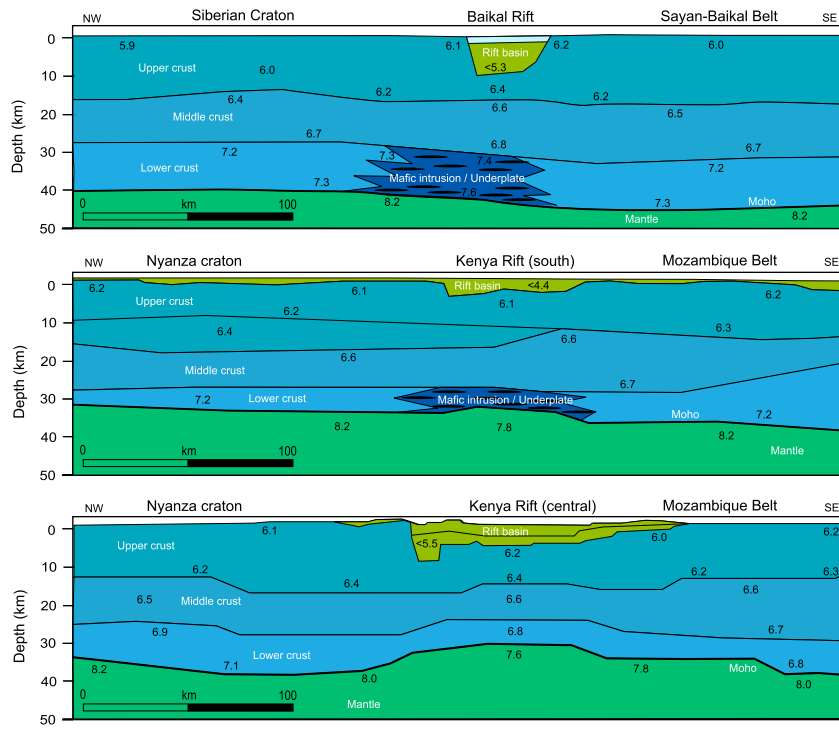 Siberian Craton Baikal Rift Sayan-Baikal Belt
NW SE
0
5.9 6.1 6.2 6.0
Rift basin
Upper crust 6.0 <5.3
10
6.2 6.4 6.2
6.4 6.6
20
Middle crust 6.5
6.7 6.8 6.7
30
7.2 7.3 7.4 7.2
Lower crust
Mafic intrusion / Underplate
7.3 7.6
40
8.2 7.3 Moho
0 km 100
Mantle 8.2
50
Depth (km)
Nyanza craton Kenya Rift (south) Mozambique Belt
NW SE
0
6.2 6.1 Rift basin <4.4 6.2
Upper crust 6.1
6.2
10
6.4 6.6 6.3
20
6.6
Middle crust
6.7
30
7.2 Lower crust Mafic intrusion / Underplate
Moho 7.2
8.2 7.8 8.2
40
Mantle
0 km 100
50
Depth (km)
Nyanza craton Kenya Rift (central) Mozambique Belt
NW SE
0
6.1 Rift basin 6.0 6.2
Upper crust <5.5 6.2
10
6.2 6.4 6.4 6.2 6.3
6.6
6.5 Middle crust 6.6
20
6.9 6.8 6.7
30
Lower crust 7.6
8.2 7.1 8.0 7.8 Moho 6.8
8.0
40
0 km 100
Mantle
50
Depth (km)